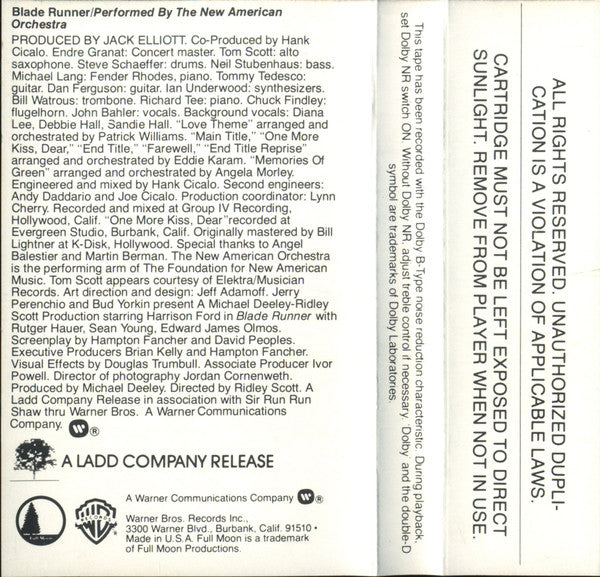 Blade Runner/Performed By The New American
Orchestra
PRODUCED BY JACK ELLIOTT. Co-Produced by Hank
Cicalo. Endre Granat: Concert master. Tom Scott: alto
saxophone. Steve Schaeffer: drums. Neil Stubenhaus: bass.
Michael Lang: Fender Rhodes, piano. Tommy Tedesco:
guitar. Dan Ferguson: guitar. Ian Underwood: synthesizers.
Bill Watrous: trombone. Richard Tee: piano. Chuck Findley:
flugelhorn. John Bahler: vocals. Background vocals: Diana
Lee, Debbie Hall, Sandie Hall. “Love Theme” arranged and
orchestrated by Patrick Williams. “Main Title,” “One More
Kiss, Dear,” “End Title,” “Farewell,” “End Title Reprise”
arranged and orchestrated by Eddie Karam. “Memories Of
Green” arranged and orchestrated by Angela Morley.
Engineered and mixed by Hank Cicalo. Second engineers:
Andy Daddario and Joe Cicalo. Production coordinator: Lynn
Cherry. Recorded and mixed at Group IV Recording,
Hollywood, Calif. “One More Kiss, Dear” recorded at
Evergreen Studio, Burbank, Calif. Originally mastered by Bill
Lightner at K-Disk, Hollywood. Special thanks to Angel
Balestier and Martin Berman. The New American Orchestra
is the performing arm of The Foundation for New American
Music. Tom Scott appears courtesy of Elektra/Musician
Records. Art direction and design: Jeff Adamoff. Jerry
Perenchio and Bud Yorkin present A Michael Deeley-Ridley
Scott Production starring Harrison Ford in Blade Runner with
Rutger Hauer, Sean Young, Edward James Olmos.
Screenplay by Hampton Fancher and David Peoples.
Executive Producers Brian Kelly and Hampton Fancher.
Visual Effects by Douglas Trumbull. Associate Producer Ivor
Powell. Director of photography Jordan Cornenweth.
Produced by Michael Deeley. Directed by Ridley Scott. A
Ladd Company Release in association with Sir Run Run
Shaw thru Warner Bros. A Warner Communications
Company. ®
A LADD COMPANY RELEASE
Full Moon
WB
RECORDS
A Warner Communications Company ®
Warner Bros. Records Inc.,
3300 Warner Blvd., Burbank, Calif. 91510 •
Made in U.S.A. Full Moon is a trademark
of Full Moon Productions.
This tape has been recorded with the Dolby B-Type noise reduction characteristic. During playback,
set Dolby NR switch ON. Without Dolby NR, adjust treble control if necessary. 'Dolby' and the double-D
symbol are trademarks of Dolby Laboratories.
ALL RIGHTS RESERVED. UNAUTHORIZED DUPLI-
CATION IS A VIOLATION OF APPLICABLE LAWS.
CARTRIDGE MUST NOT BE LEFT EXPOSED TO DIRECT
SUNLIGHT. REMOVE FROM PLAYER WHEN NOT IN USE.